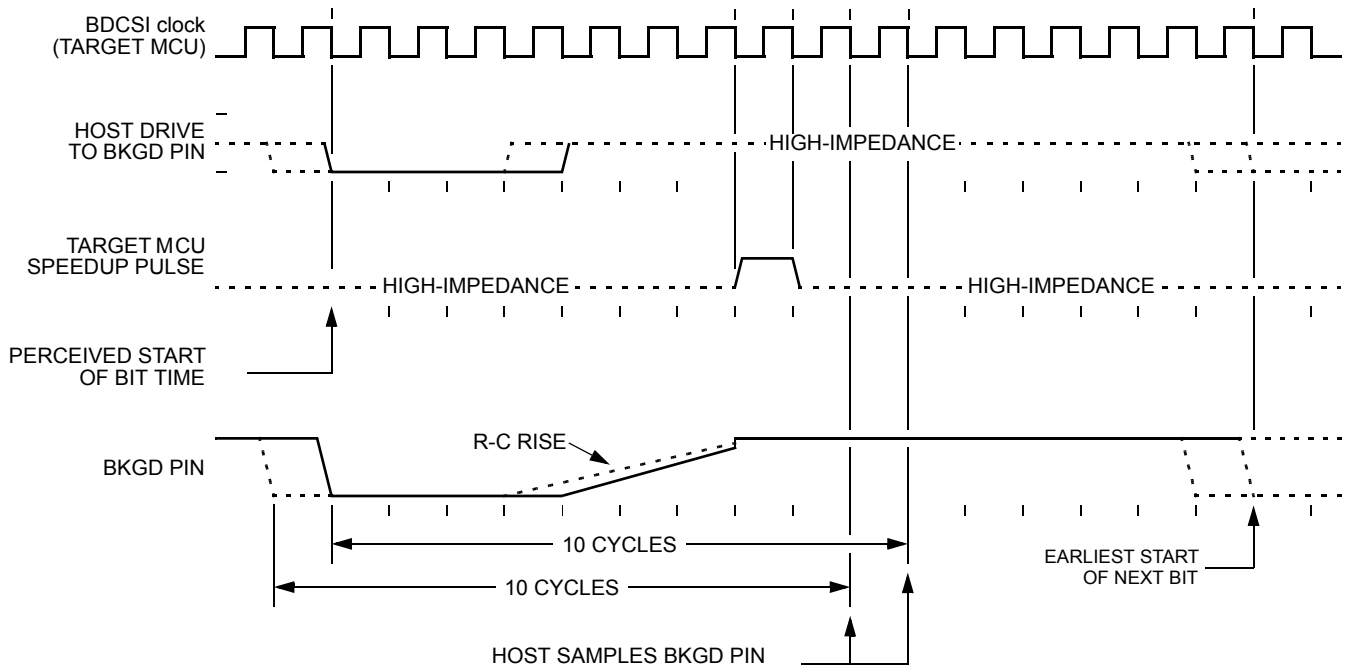 BDCSI clock
(TARGET MCU)
HOST DRIVE
TO BKGD PIN
HIGH-IMPEDANCE
TARGET MCU
SPEEDUP PULSE
HIGH-IMPEDANCE
HIGH-IMPEDANCE
PERCEIVED START
OF BIT TIME
R-C RISE
BKGD PIN
10 CYCLES
10 CYCLES
EARLIEST START
OF NEXT BIT
HOST SAMPLES BKGD PIN